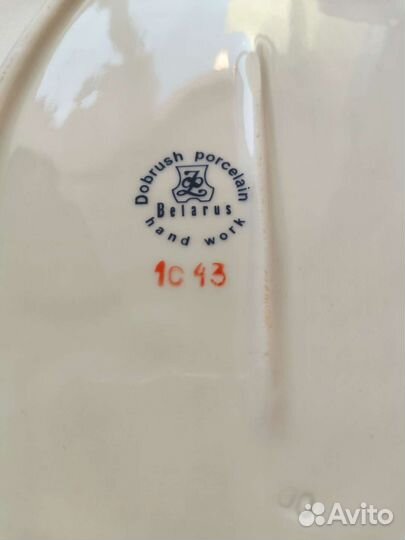 Dobrush porcelain
Belarus
hand work
1C 43
Avito